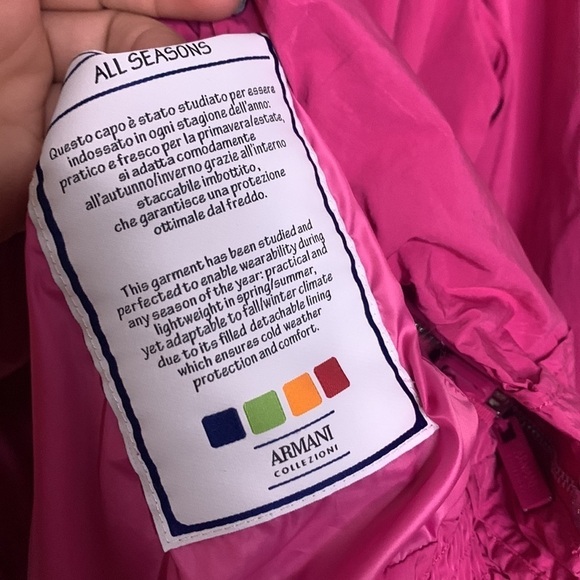 ALL SEASONS
Questo capo è stato studiato per essere
indossato in ogni stagione dell'anno:
pratico e fresco per la primavera/estate,
si adatta comodamente
all'autunno/inverno grazie all'interno
staccabile imbottito,
che garantisce una protezione
ottimale dal freddo.
This garment has been studied and
perfected to enable wearability during
any season of the year: practical and
lightweight in spring/summer,
yet adaptable to fall/winter climate
due to its filled detachable lining
which ensures cold weather
protection and comfort.
ARMANI
COLLEZIONI